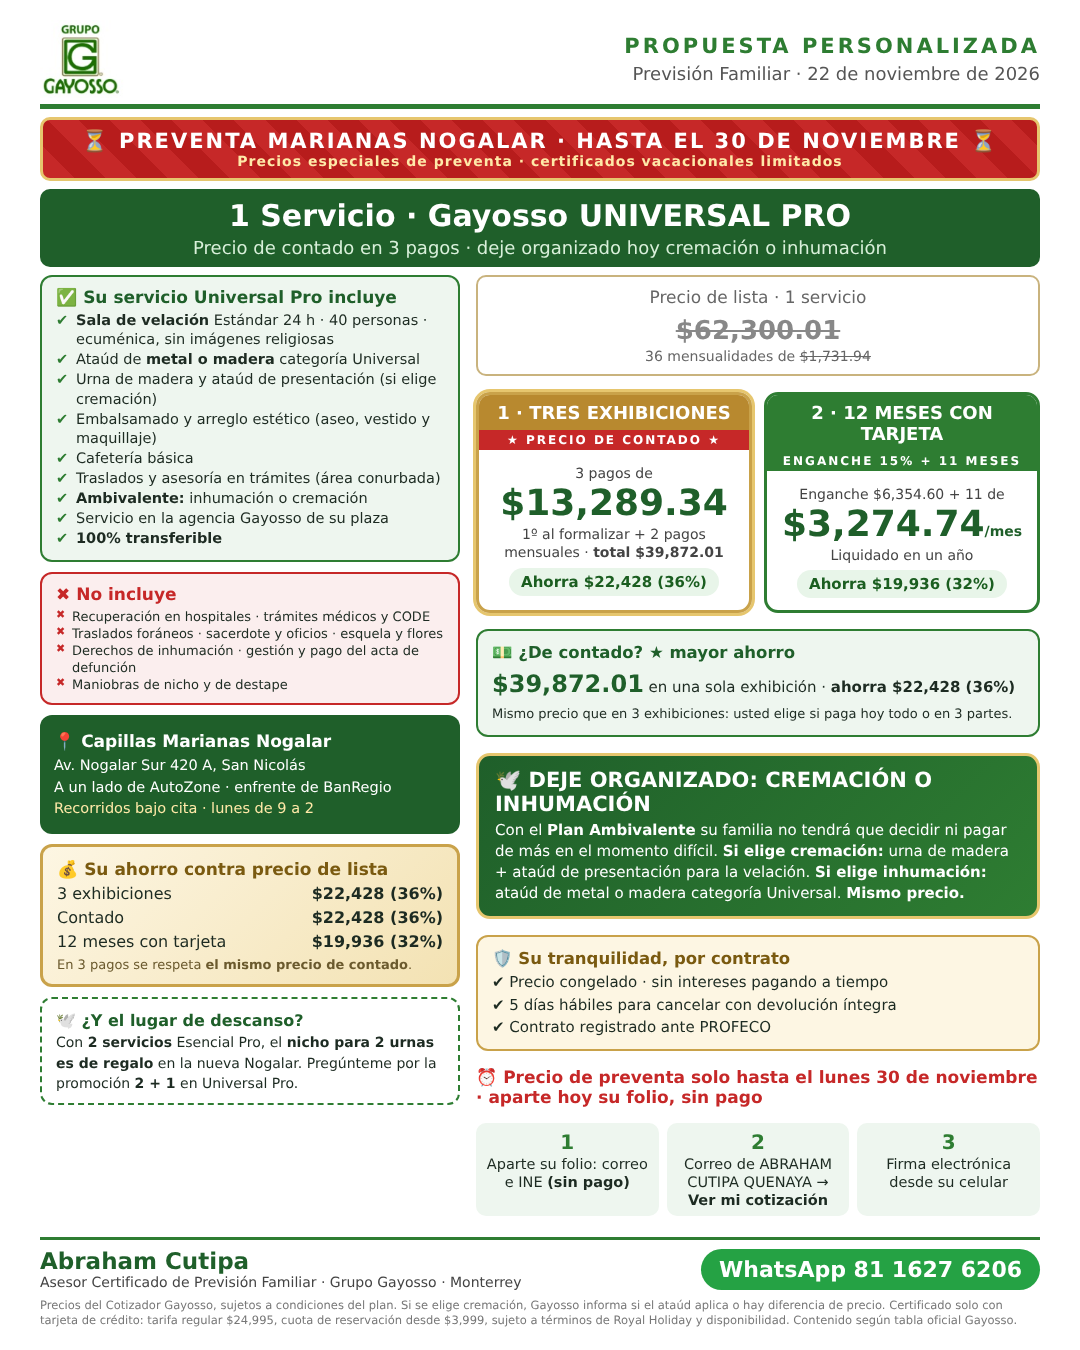 GRUPO
GAYOSSO
PROPUESTA PERSONALIZADA
Previsión Familiar · 22 de noviembre de 2026
⏳ PREVENTA MARIANAS NOGALAR · HASTA EL 30 DE NOVIEMBRE ⏳
Precios especiales de preventa · certificados vacacionales limitados
1 Servicio · Gayosso UNIVERSAL PRO
Precio de contado en 3 pagos · deje organizado hoy cremación o inhumación
✅ Su servicio Universal Pro incluye
✔ Sala de velación Estándar 24 h · 40 personas ·
ecuménica, sin imágenes religiosas
✔ Ataúd de metal o madera categoría Universal
✔ Urna de madera y ataúd de presentación (si elige
cremación)
✔ Embalsamado y arreglo estético (aseo, vestido y
maquillaje)
✔ Cafetería básica
✔ Traslados y asesoría en trámites (área conurbada)
✔ Ambivalente: inhumación o cremación
✔ Servicio en la agencia Gayosso de su plaza
✔ 100% transferible
✖ No incluye
✖ Recuperación en hospitales · trámites médicos y CODE
✖ Traslados foráneos · sacerdote y oficios · esquela y flores
✖ Derechos de inhumación · gestión y pago del acta de
defunción
✖ Maniobras de nicho y de destape
📍 Capillas Marianas Nogalar
Av. Nogalar Sur 420 A, San Nicolás
A un lado de AutoZone · enfrente de BanRegio
Recorridos bajo cita · lunes de 9 a 2
💰 Su ahorro contra precio de lista
3 exhibiciones $22,428 (36%)
Contado $22,428 (36%)
12 meses con tarjeta $19,936 (32%)
En 3 pagos se respeta el mismo precio de contado.
🕊️ ¿Y el lugar de descanso?
Con 2 servicios Esencial Pro, el nicho para 2 urnas
es de regalo en la nueva Nogalar. Pregúnteme por la
promoción 2 + 1 en Universal Pro.
Precio de lista · 1 servicio
$62,300.01
36 mensualidades de $1,731.94
1 · TRES EXHIBICIONES
★ PRECIO DE CONTADO ★
3 pagos de
$13,289.34
1º al formalizar + 2 pagos
mensuales · total $39,872.01
Ahorra $22,428 (36%)
2 · 12 MESES CON
TARJETA
ENGANCHE 15% + 11 MESES
Enganche $6,354.60 + 11 de
$3,274.74/mes
Liquidado en un año
Ahorra $19,936 (32%)
💵 ¿De contado? ★ mayor ahorro
$39,872.01 en una sola exhibición · ahorra $22,428 (36%)
Mismo precio que en 3 exhibiciones: usted elige si paga hoy todo o en 3 partes.
🕊️ DEJE ORGANIZADO: CREMACIÓN O
INHUMACIÓN
Con el Plan Ambivalente su familia no tendrá que decidir ni pagar
de más en el momento difícil. Si elige cremación: urna de madera
+ ataúd de presentación para la velación. Si elige inhumación:
ataúd de metal o madera categoría Universal. Mismo precio.
🛡️ Su tranquilidad, por contrato
✔ Precio congelado · sin intereses pagando a tiempo
✔ 5 días hábiles para cancelar con devolución íntegra
✔ Contrato registrado ante PROFECO
⏰ Precio de preventa solo hasta el lunes 30 de noviembre
· aparte hoy su folio, sin pago
1
Aparte su folio: correo
e INE (sin pago)
2
Correo de ABRAHAM
CUTIPA QUENAYA →
Ver mi cotización
3
Firma electrónica
desde su celular
Abraham Cutipa
Asesor Certificado de Previsión Familiar · Grupo Gayosso · Monterrey
WhatsApp 81 1627 6206
Precios del Cotizador Gayosso, sujetos a condiciones del plan. Si se elige cremación, Gayosso informa si el ataúd aplica o hay diferencia de precio. Certificado solo con
tarjeta de crédito: tarifa regular $24,995, cuota de reservación desde $3,999, sujeto a términos de Royal Holiday y disponibilidad. Contenido según tabla oficial Gayosso.